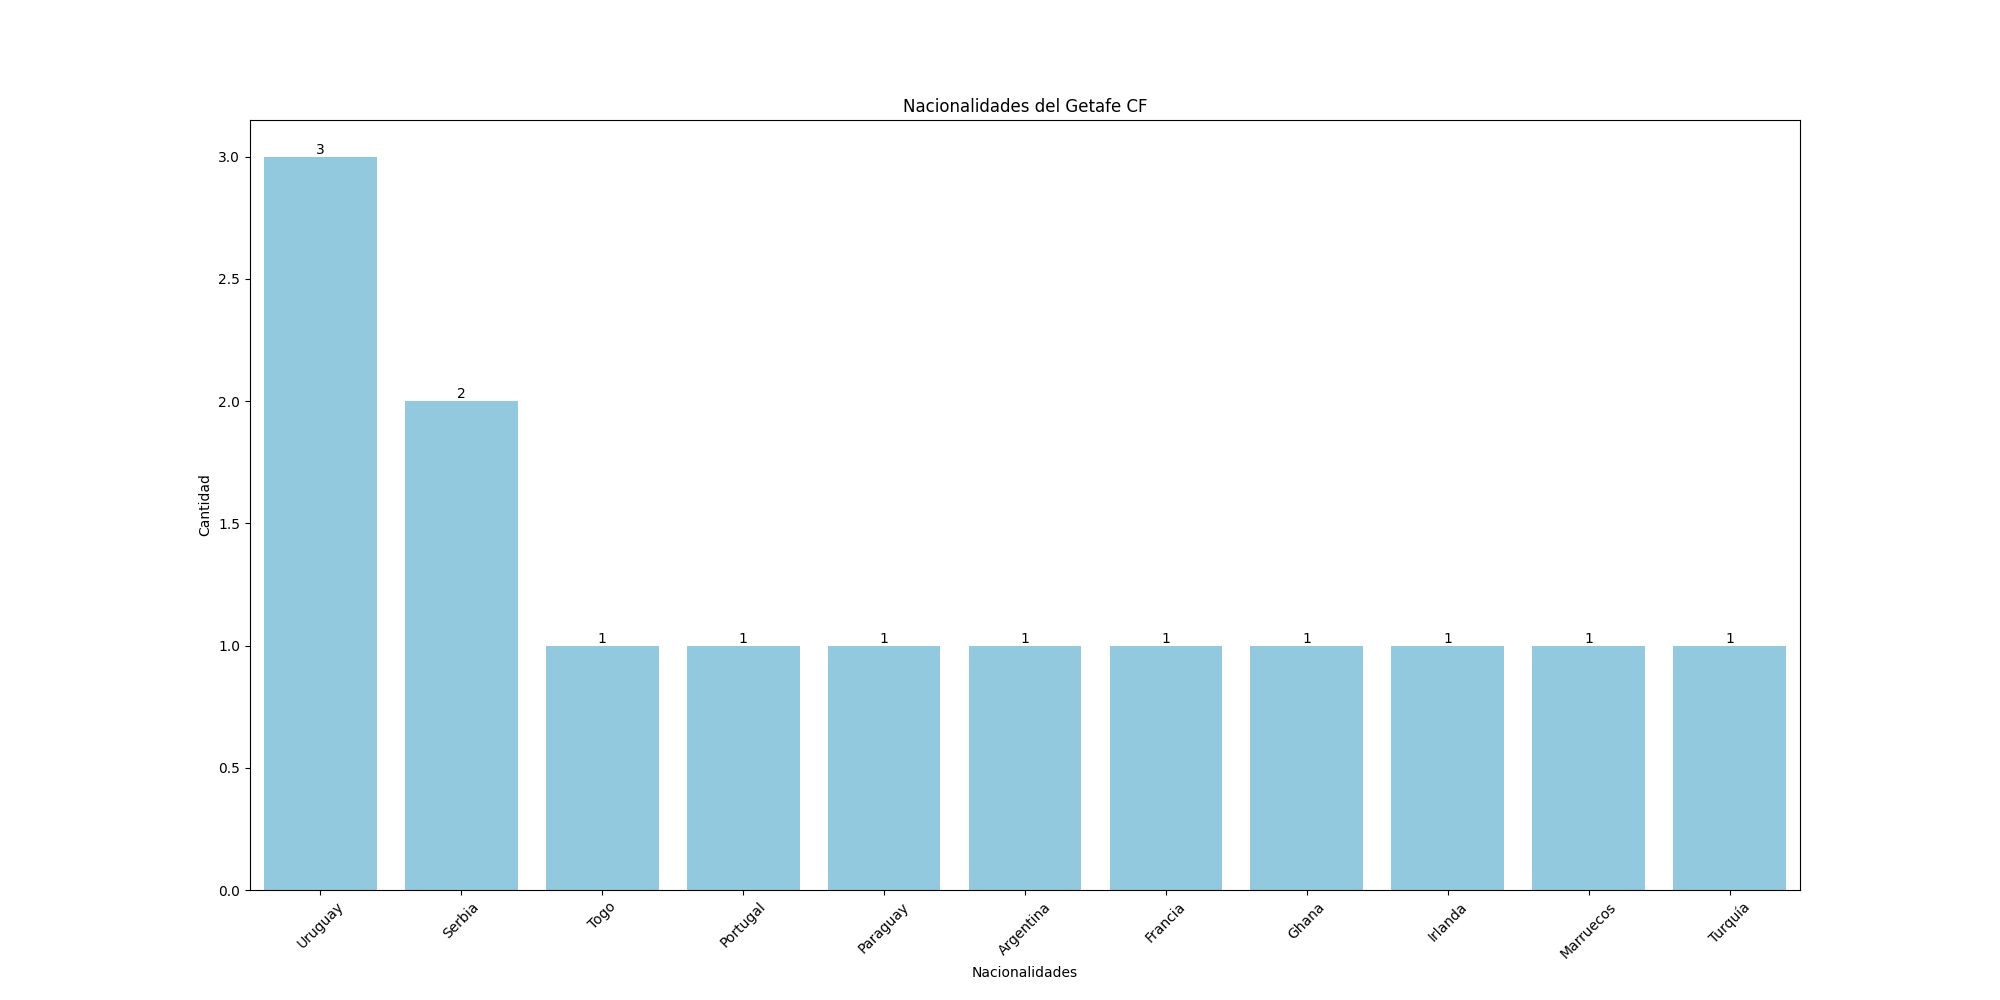 Nacionalidades del Getafe CF
Cantidad
3.0
2.5
2.0
1.5
1.0
0.5
0.0
3
2
1
1
1
1
1
1
1
1
1
Uruguay
Serbia
Togo
Portugal
Paraguay
Argentina
Francia
Ghana
Irlanda
Marruecos
Turquía
Nacionalidades